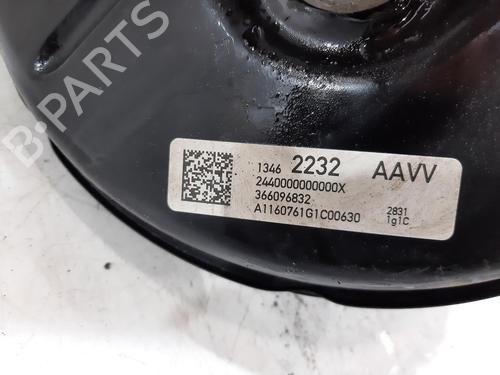 B-PARTS
1346 2232 AAVV
2440000000000X
366096832
A1160761G1C00630
2831
1g1C